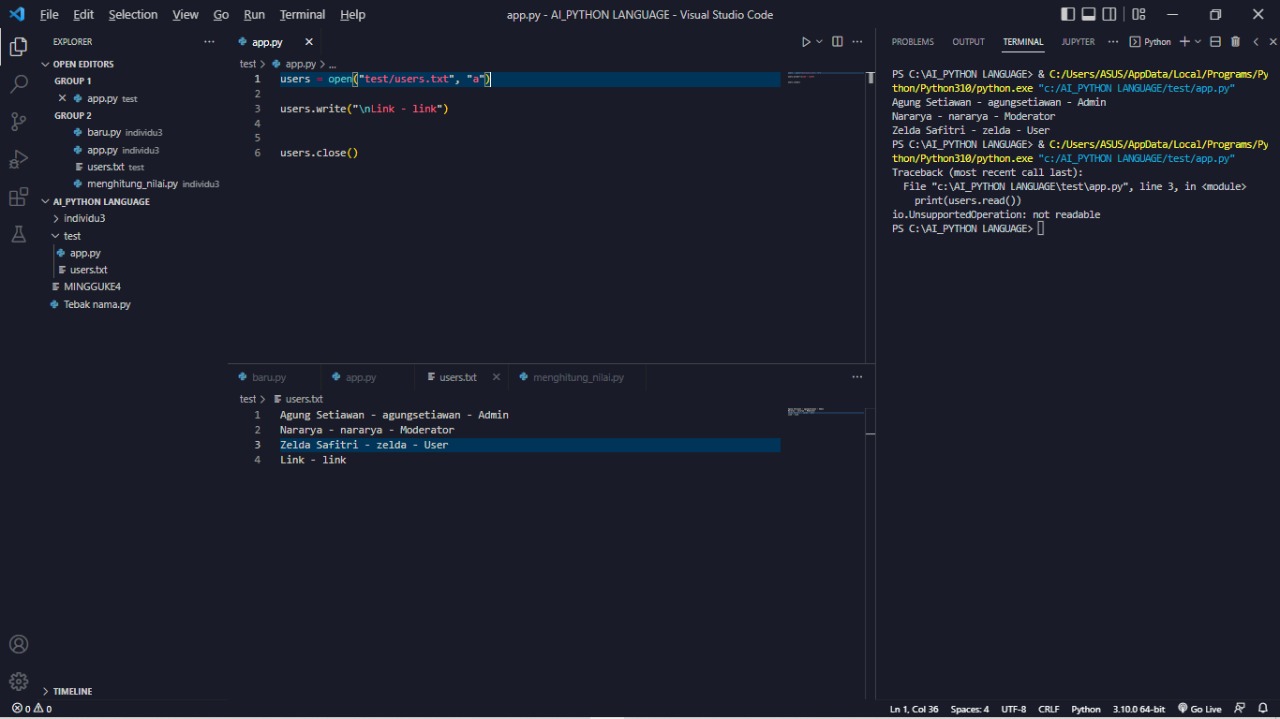 File Edit Selection View Go Run Terminal Help
app.py - AI_PYTHON LANGUAGE - Visual Studio Code
EXPLORER
OPEN EDITORS
GROUP 1
app.py test
GROUP 2
baru.py individu3
app.py individu3
users.txt test
menghitung_nilai.py individu3
AI_PYTHON LANGUAGE
individu3
test
app.py
users.txt
MINGGUKE4
Tebak nama.py
TIMELINE
app.py
test > app.py > ...
1 users = open("test/users.txt", "a")
2
3 users.write("\nLink - link")
4
5
6 users.close()
baru.py app.py users.txt menghitung_nilai.py
test > users.txt
1 Agung Setiawan - agungsetiawan - Admin
2 Nararya - nararya - Moderator
3 Zelda Safitri - zelda - User
4 Link - link
PROBLEMS OUTPUT TERMINAL JUPYTER ... Python
PS C:\AI_PYTHON LANGUAGE> & C:/Users/ASUS/AppData/Local/Programs/Py
thon/Python310/python.exe "c:/AI_PYTHON LANGUAGE/test/app.py"
Agung Setiawan - agungsetiawan - Admin
Nararya - nararya - Moderator
Zelda Safitri - zelda - User
PS C:\AI_PYTHON LANGUAGE> & C:/Users/ASUS/AppData/Local/Programs/Py
thon/Python310/python.exe "c:/AI_PYTHON LANGUAGE/test/app.py"
Traceback (most recent call last):
File "c:\AI_PYTHON LANGUAGE\test\app.py", line 3, in <module>
print(users.read())
io.UnsupportedOperation: not readable
PS C:\AI_PYTHON LANGUAGE>
0 0
Ln 1, Col 36 Spaces: 4 UTF-8 CRLF Python 3.10.0 64-bit Go Live